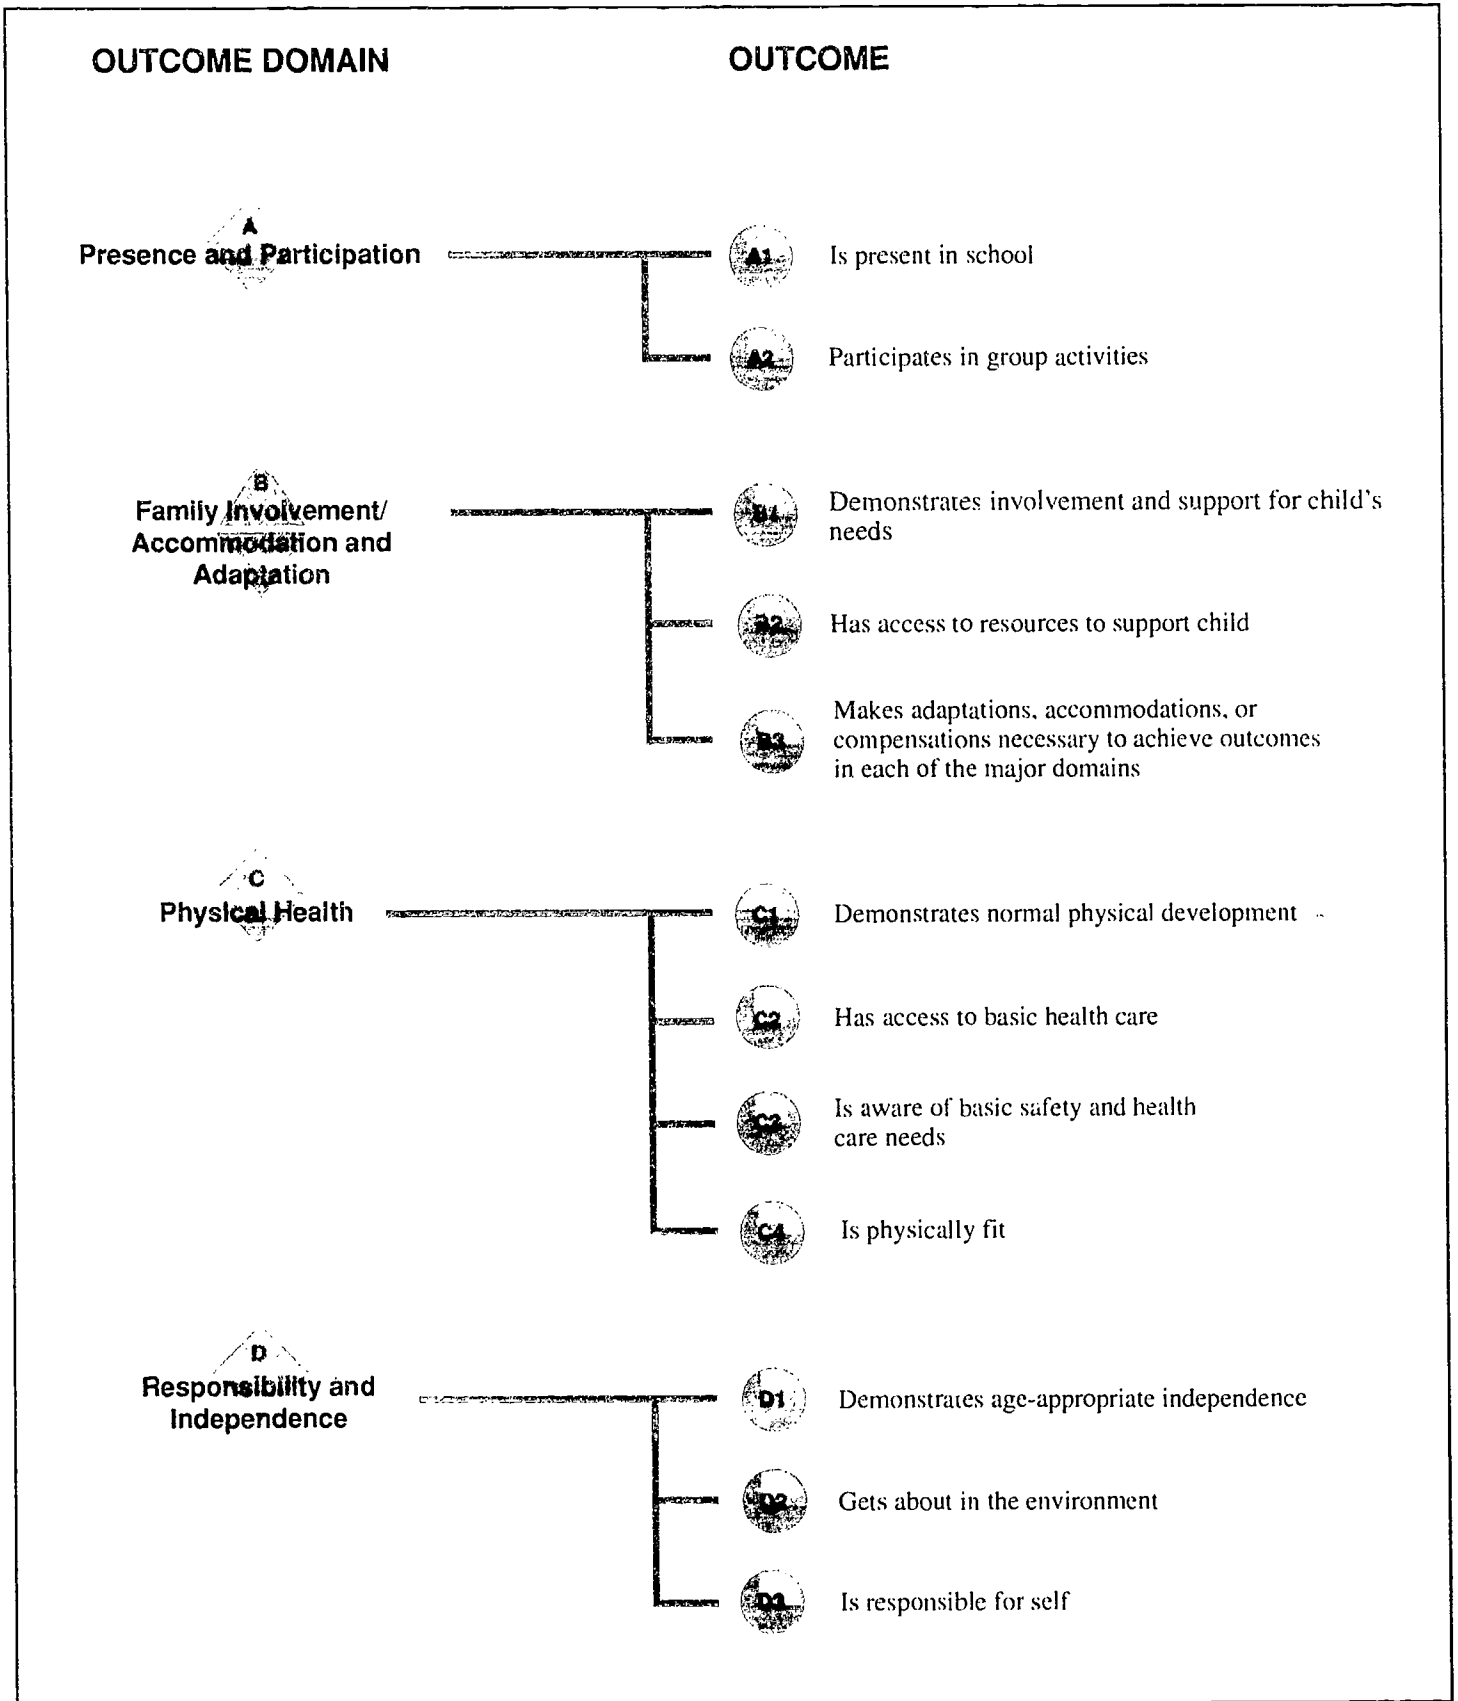 OUTCOME DOMAIN
OUTCOME
A
Presence and Participation
A1
Is present in school
A2
Participates in group activities
B
Family Involvement/
Accommodation and
Adaptation
B1
Demonstrates involvement and support for child's
needs
B2
Has access to resources to support child
B3
Makes adaptations, accommodations, or
compensations necessary to achieve outcomes
in each of the major domains
C
Physical Health
C1
Demonstrates normal physical development
C2
Has access to basic health care
Is aware of basic safety and health
care needs
C4
Is physically fit
D
Responsibility and
Independence
D1
Demonstrates age-appropriate independence
D2
Gets about in the environment
D3
Is responsible for self